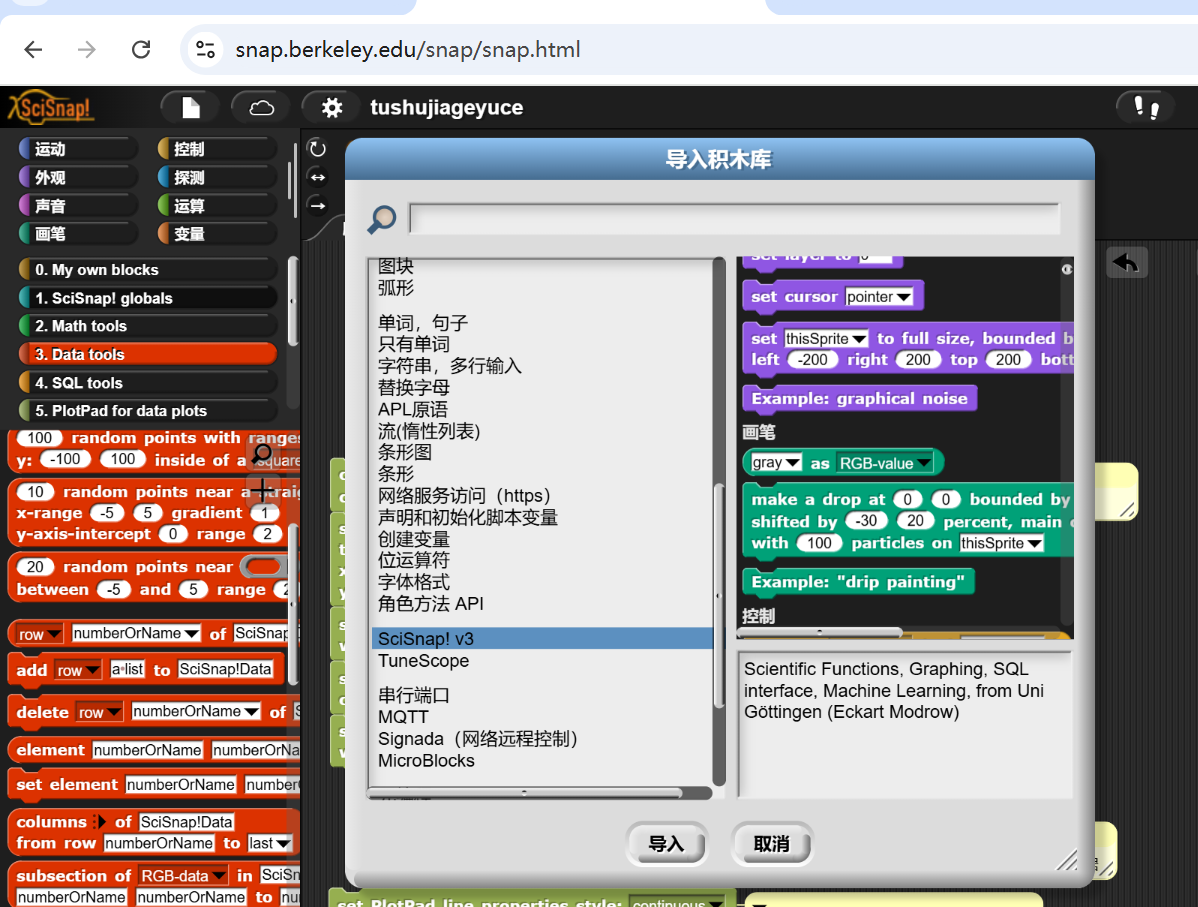 snap.berkeley.edu/snap/snap.html
SciSnap!
tushujiageyuce
运动
控制
外观
探测
声音
运算
画笔
变量
0. My own blocks
1. SciSnap! globals
2. Math tools
3. Data tools
4. SQL tools
5. PlotPad for data plots
100 random points with ranges
y: -100 100 inside of a square
10 random points near a straig
x-range -5 5 gradient 1
y-axis-intercept 0 range 2
20 random points near
between -5 and 5 range 2
row numberOrName of SciSnap
add row a-list to SciSnap!Data
delete row numberOrName of S
element numberOrName numberOrNa
set element numberOrName number
columns of SciSnap!Data
from row numberOrName to last
subsection of RGB-data in SciSn
numberOrName numberOrName to nu
导入积木库
图块
弧形
单词，句子
只有单词
字符串，多行输入
替换字母
APL原语
流(惰性列表)
条形图
条形
网络服务访问（https）
声明和初始化脚本变量
创建变量
位运算符
字体格式
角色方法 API
SciSnap! v3
TuneScope
串行端口
MQTT
Signada（网络远程控制）
MicroBlocks
set layer to 0
set cursor pointer
set thisSprite to full size, bounded b
left -200 right 200 top 200 bott
Example: graphical noise
画笔
gray as RGB-value
make a drop at 0 0 bounded by
shifted by -30 20 percent, main c
with 100 particles on thisSprite
Example: "drip painting"
控制
Scientific Functions, Graphing, SQL
interface, Machine Learning, from Uni
Göttingen (Eckart Modrow)
导入
取消
set PlotPad line properties style: continuous